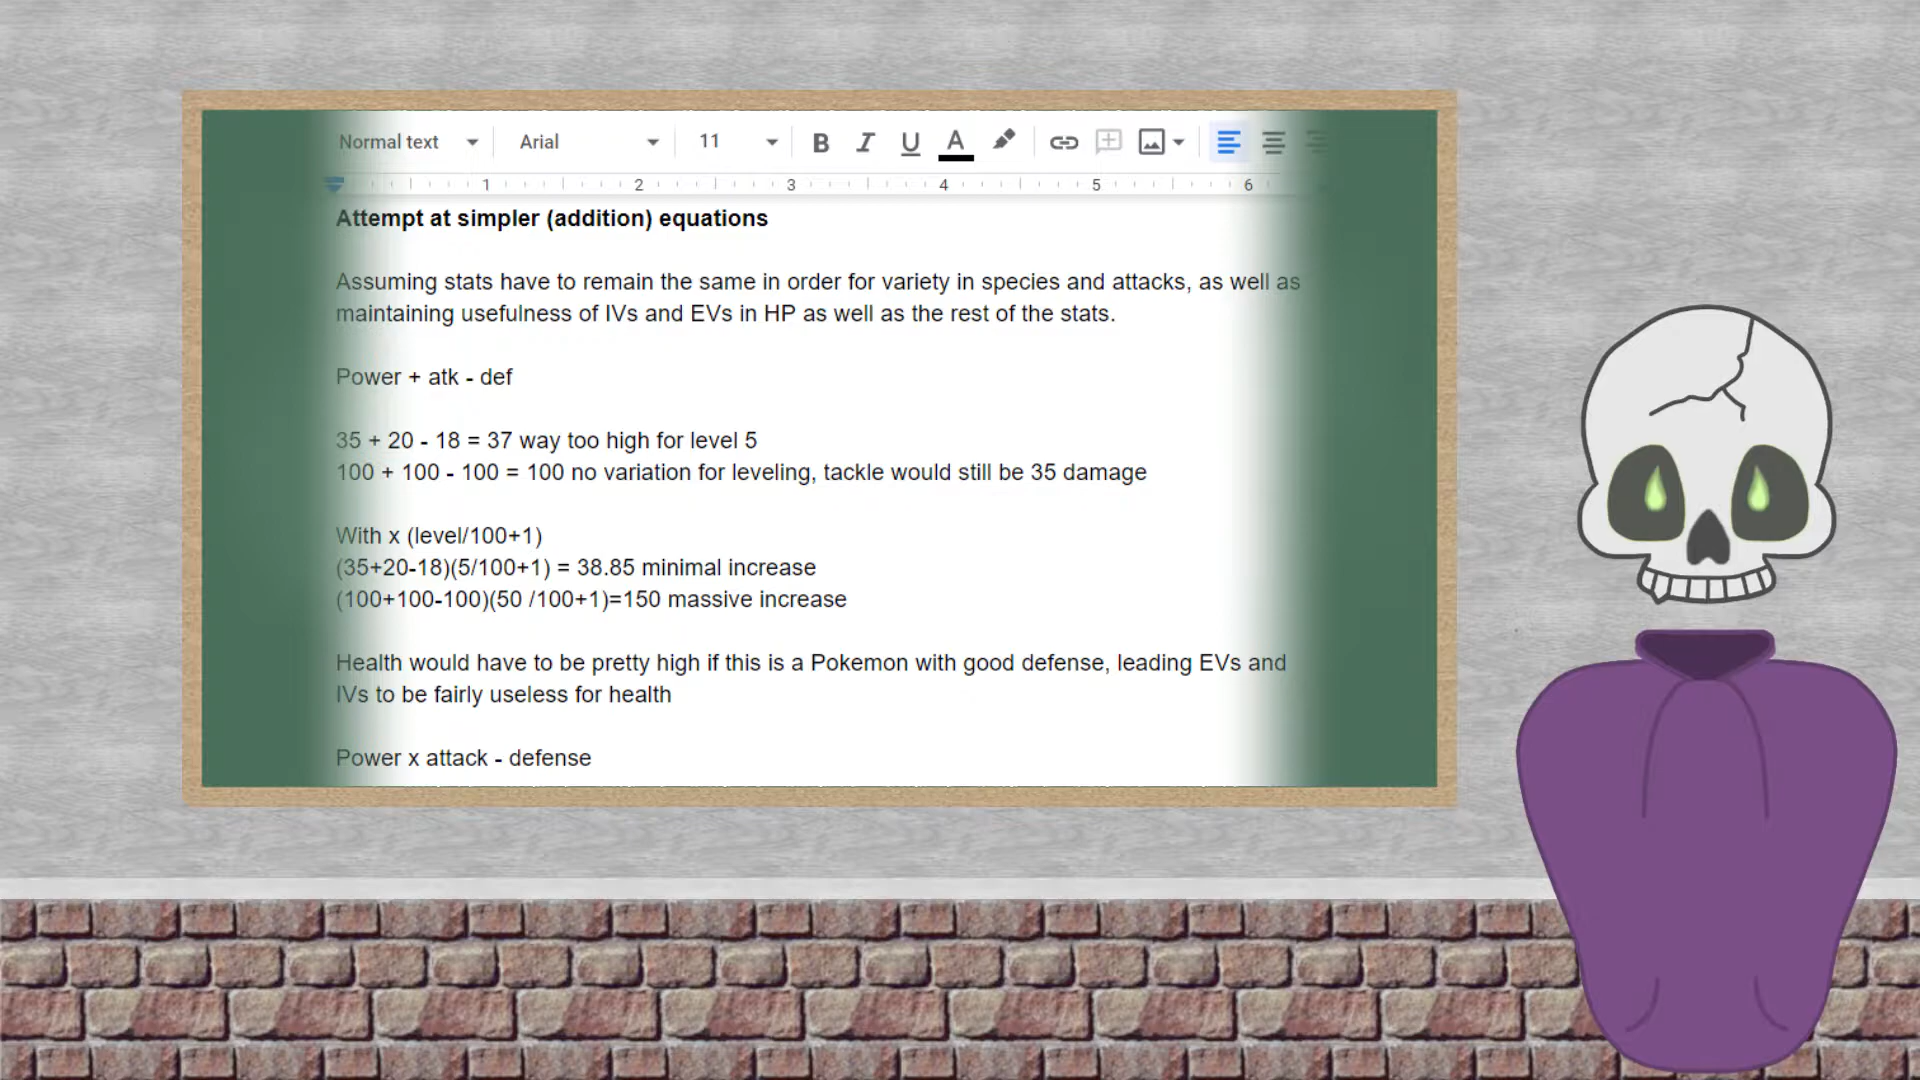 Normal text Arial 11 B I U A
1 2 3 4 5 6
Attempt at simpler (addition) equations
Assuming stats have to remain the same in order for variety in species and attacks, as well as
maintaining usefulness of IVs and EVs in HP as well as the rest of the stats.
Power + atk - def
35 + 20 - 18 = 37 way too high for level 5
100 + 100 - 100 = 100 no variation for leveling, tackle would still be 35 damage
With x (level/100+1)
(35+20-18)(5/100+1) = 38.85 minimal increase
(100+100-100)(50 /100+1)=150 massive increase
Health would have to be pretty high if this is a Pokemon with good defense, leading EVs and
IVs to be fairly useless for health
Power x attack - defense